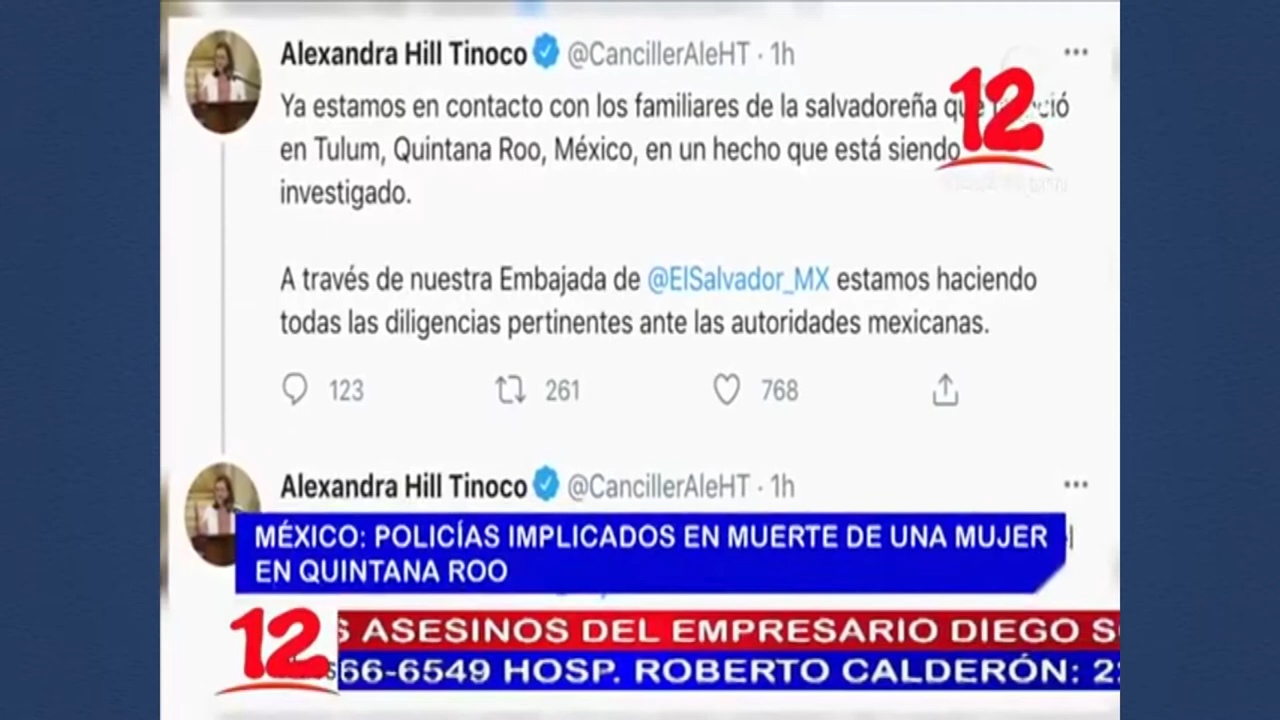 Alexandra Hill Tinoco @CancillerAleHT · 1h
Ya estamos en contacto con los familiares de la salvadoreña que
en Tulum, Quintana Roo, México, en un hecho que está siendo
investigado.
A través de nuestra Embajada de @ElSalvador_MX estamos haciendo
todas las diligencias pertinentes ante las autoridades mexicanas.
123 261 768
12
Alexandra Hill Tinoco @CancillerAleHT · 1h
MÉXICO: POLICÍAS IMPLICADOS EN MUERTE DE UNA MUJER
EN QUINTANA ROO
12
S ASESINOS DEL EMPRESARIO DIEGO
66-6549 HOSP. ROBERTO CALDERÓN: